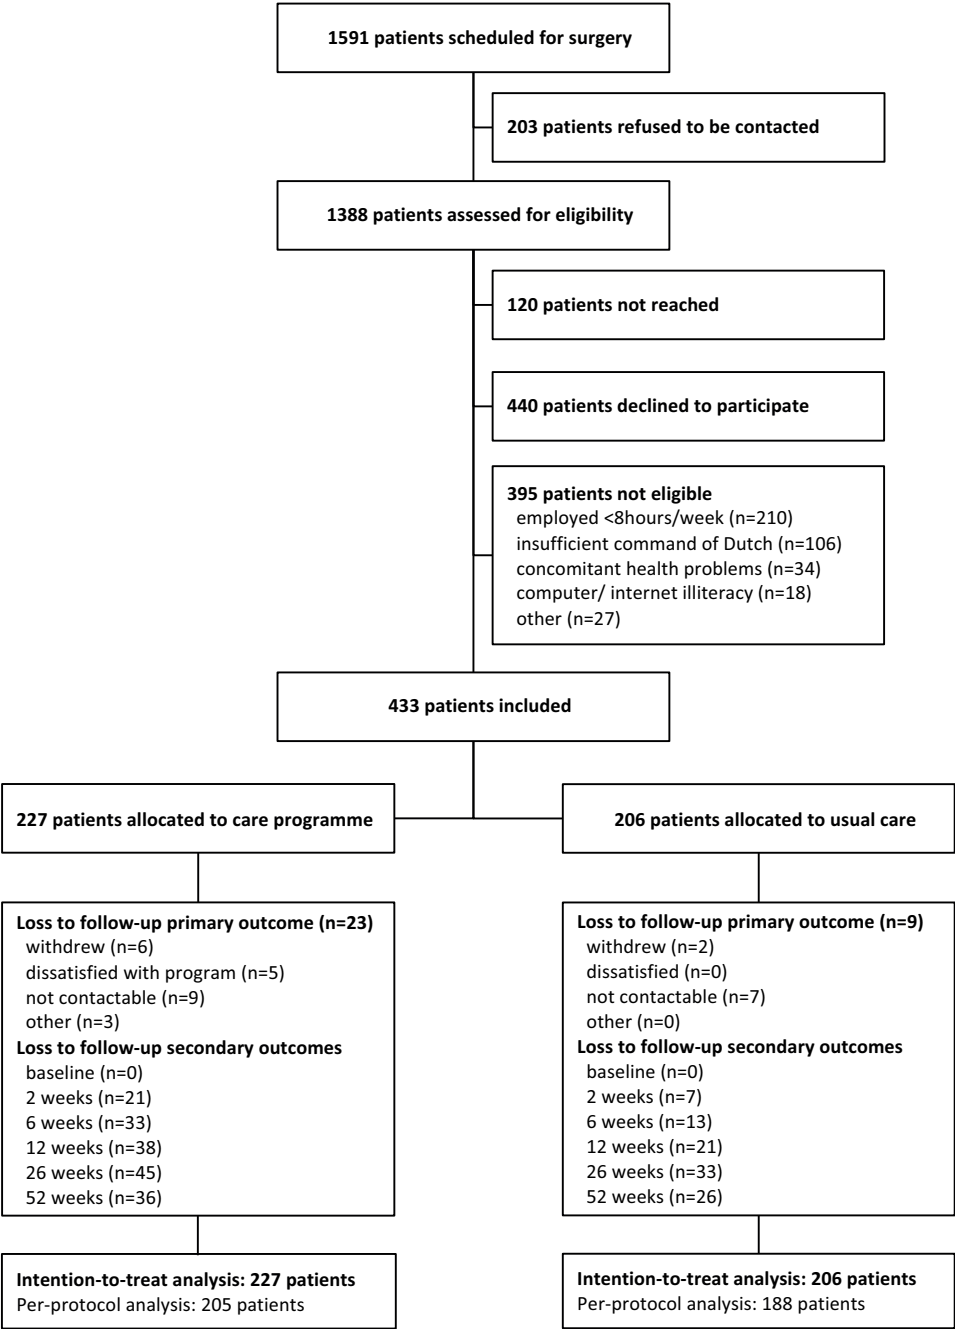 1591 patients scheduled for surgery
203 patients refused to be contacted
1388 patients assessed for eligibility
120 patients not reached
440 patients declined to participate
395 patients not eligible
employed <8hours/week (n=210)
insufficient command of Dutch (n=106)
concomitant health problems (n=34)
computer/ internet illiteracy (n=18)
other (n=27)
433 patients included
227 patients allocated to care programme
206 patients allocated to usual care
Loss to follow-up primary outcome (n=23)
withdrew (n=6)
dissatisfied with program (n=5)
not contactable (n=9)
other (n=3)
Loss to follow-up secondary outcomes
baseline (n=0)
2 weeks (n=21)
6 weeks (n=33)
12 weeks (n=38)
26 weeks (n=45)
52 weeks (n=36)
Loss to follow-up primary outcome (n=9)
withdrew (n=2)
dissatisfied (n=0)
not contactable (n=7)
other (n=0)
Loss to follow-up secondary outcomes
baseline (n=0)
2 weeks (n=7)
6 weeks (n=13)
12 weeks (n=21)
26 weeks (n=33)
52 weeks (n=26)
Intention-to-treat analysis: 227 patients
Per-protocol analysis: 205 patients
Intention-to-treat analysis: 206 patients
Per-protocol analysis: 188 patients